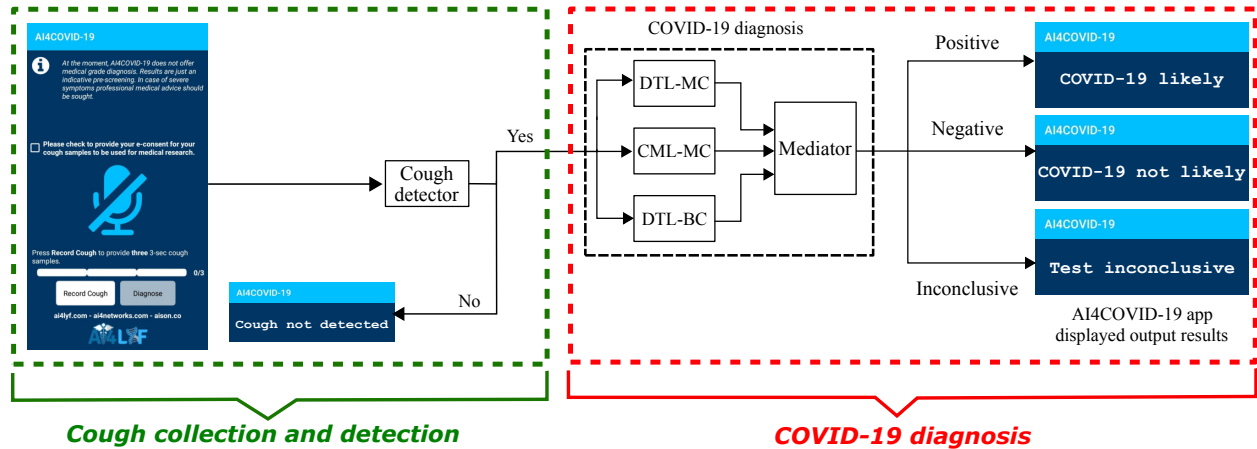 AI4COVID-19
At the moment, AI4COVID-19 does not offer
medical grade diagnosis. Results are just an
indicative pre-screening. In case of severe
symptoms professional medical advice should
be sought.
Please check to provide your e-consent for your
cough samples to be used for medical research.
Press Record Cough to provide three 3-sec cough
samples.
0/3
Record Cough
Diagnose
ai4lyf.com - ai4networks.com - aison.co
AI4LYF
Cough
detector
Yes
No
AI4COVID-19
Cough not detected
Cough collection and detection
COVID-19 diagnosis
DTL-MC
CML-MC
DTL-BC
Mediator
Positive
Negative
Inconclusive
AI4COVID-19
COVID-19 likely
AI4COVID-19
COVID-19 not likely
AI4COVID-19
Test inconclusive
AI4COVID-19 app
displayed output results
COVID-19 diagnosis